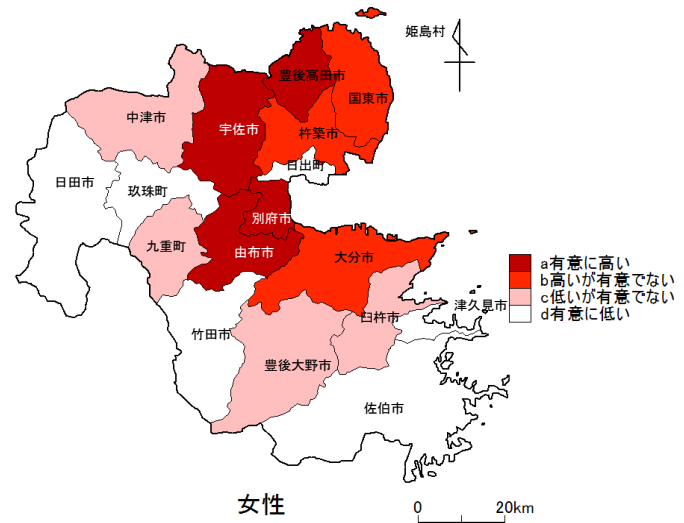 姫島村
豊後高田市
国東市
中津市
宇佐市
杵築市
日出町
日田市
玖珠町
別府市
九重町
由布市
大分市
a有意に高い
b高いが有意でない
c低いが有意でない
d有意に低い
津久見市
臼杵市
竹田市
豊後大野市
佐伯市
女性
0 20km